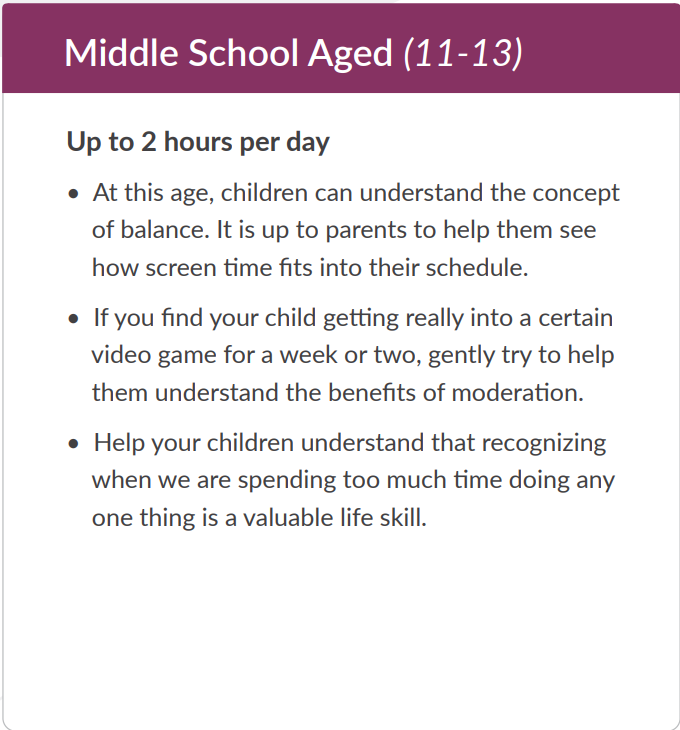 Middle School Aged (11-13)
Up to 2 hours per day
• At this age, children can understand the concept
of balance. It is up to parents to help them see
how screen time fits into their schedule.
• If you find your child getting really into a certain
video game for a week or two, gently try to help
them understand the benefits of moderation.
• Help your children understand that recognizing
when we are spending too much time doing any
one thing is a valuable life skill.